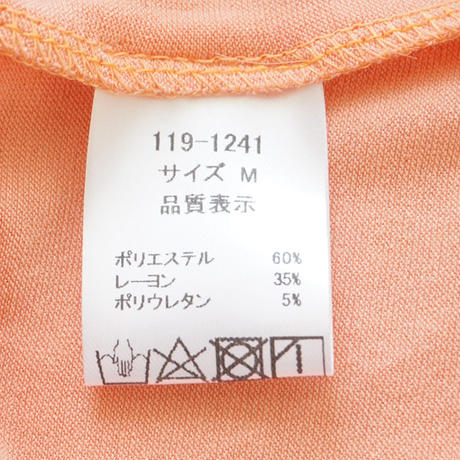 119-1241
サイズ M
品質表示
ポリエステル 60%
レーヨン 35%
ポリウレタン 5%